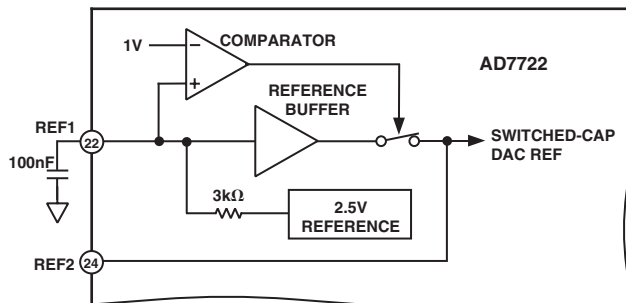 1V
COMPARATOR
AD7722
REFERENCE
BUFFER
REF1
22
SWITCHED-CAP
DAC REF
100nF
3kΩ
2.5V
REFERENCE
REF2
24